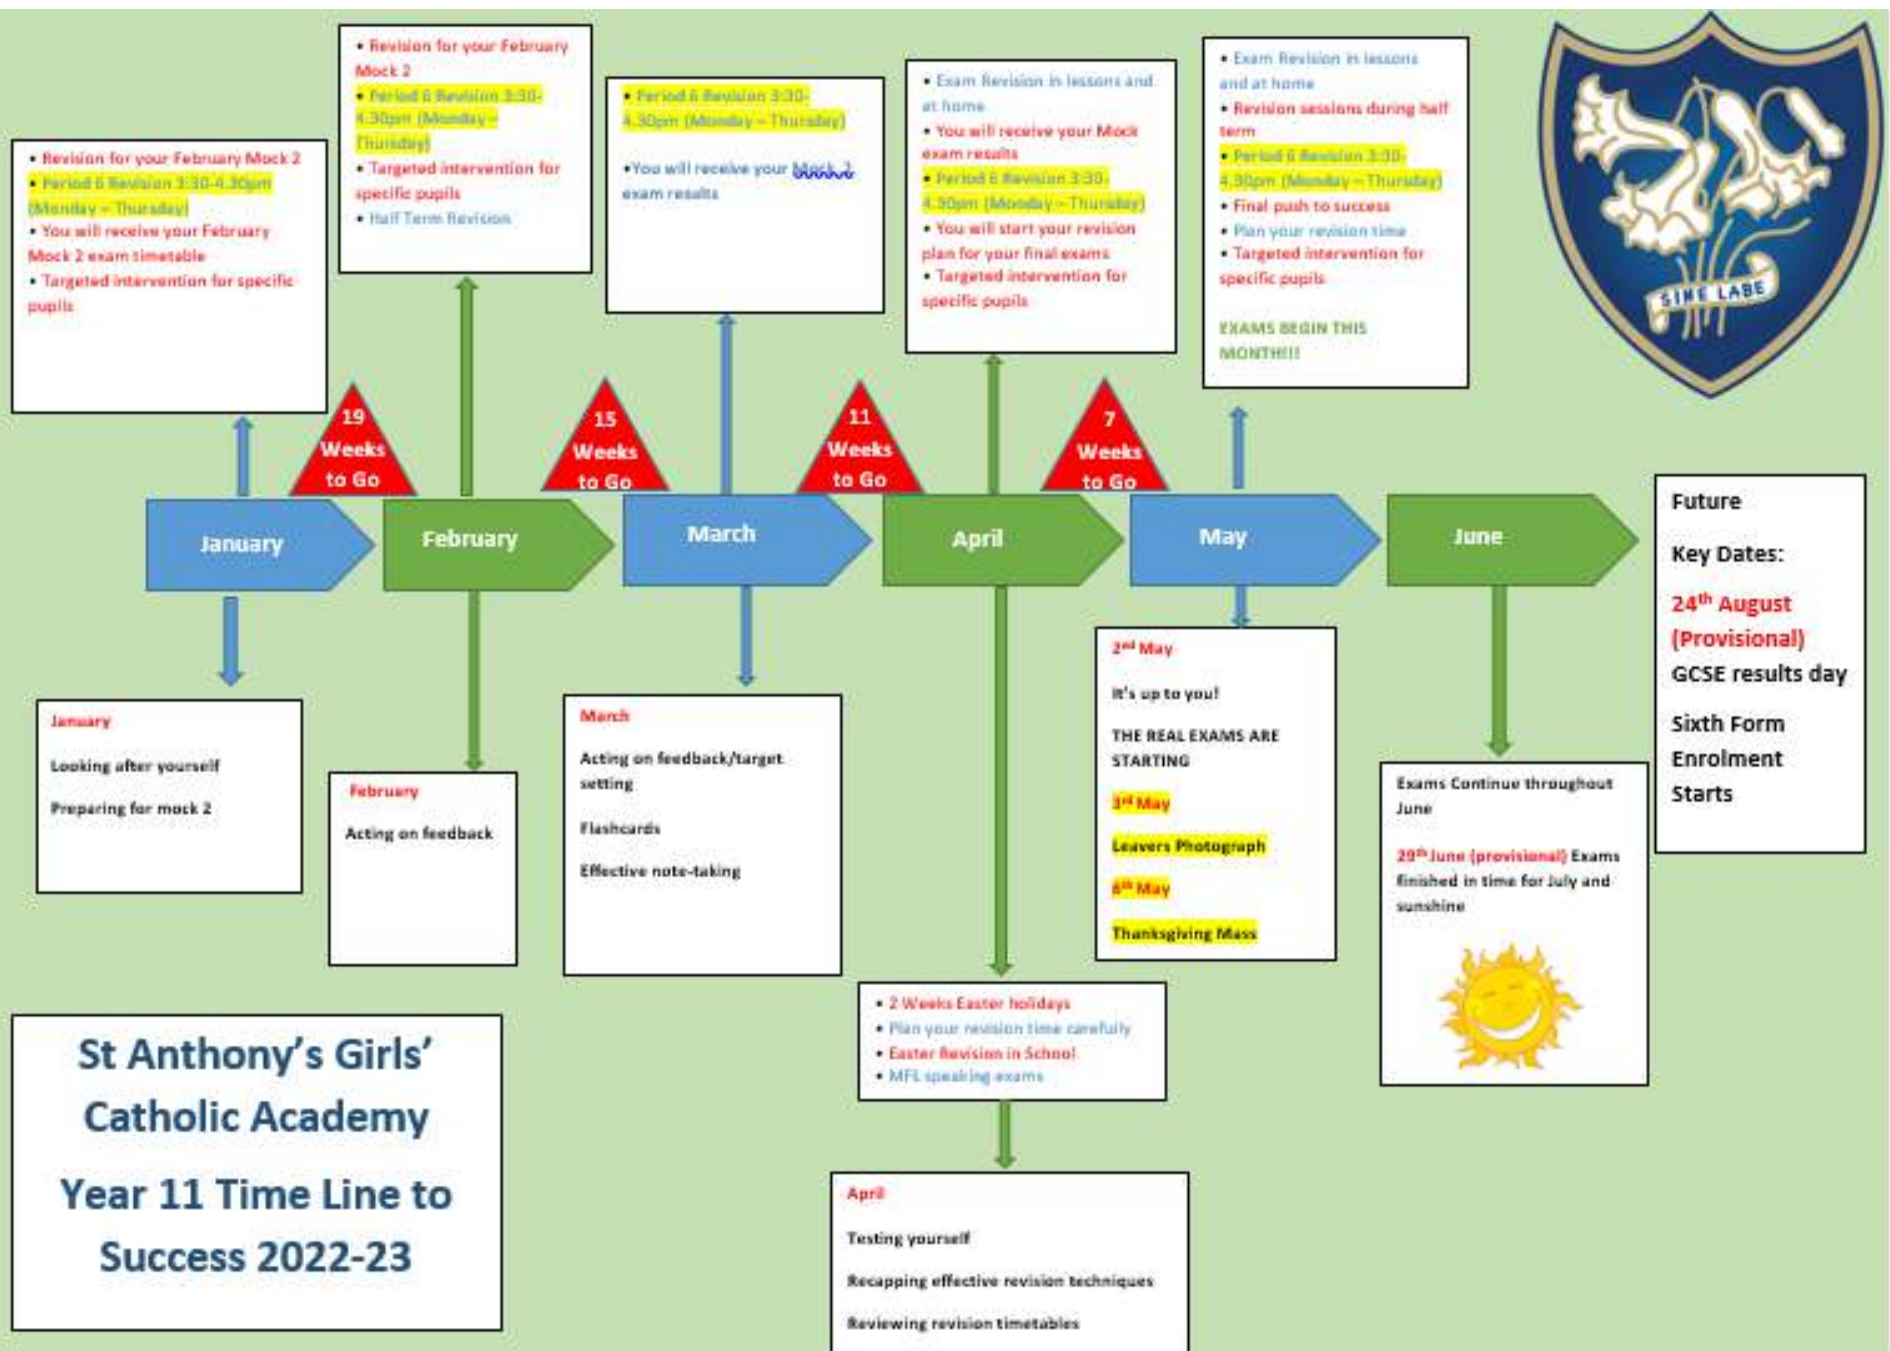 • Revision for your February Mock 2
• Period 6 Revision 3:30-4.30pm
(Monday – Thursday)
• You will receive your February
Mock 2 exam timetable
• Targeted intervention for specific
pupils
• Revision for your February
Mock 2
• Period 6 Revision 3:30-
4.30pm (Monday –
Thursday)
• Targeted intervention for
specific pupils
• Half Term Revision
• Period 6 Revision 3:30-
4.30pm (Monday – Thursday)
•You will receive your Mock 2
exam results
• Exam Revision in lessons and
at home
• You will receive your Mock
exam results
• Period 6 Revision 3:30-
4.30pm (Monday – Thursday)
• You will start your revision
plan for your final exams
• Targeted intervention for
specific pupils
• Exam Revision in lessons
and at home
• Revision sessions during half
term
• Period 6 Revision 3:30-
4.30pm (Monday – Thursday)
• Final push to success
• Plan your revision time
• Targeted intervention for
specific pupils
EXAMS BEGIN THIS
MONTH!!!
SINE LABE
19
Weeks
to Go
15
Weeks
to Go
11
Weeks
to Go
7
Weeks
to Go
January
February
March
April
May
June
Future
Key Dates:
24th August
(Provisional)
GCSE results day
Sixth Form
Enrolment
Starts
January
Looking after yourself
Preparing for mock 2
February
Acting on feedback
March
Acting on feedback/target
setting
Flashcards
Effective note-taking
2nd May
It's up to you!
THE REAL EXAMS ARE
STARTING
3rd May
Leavers Photograph
6th May
Thanksgiving Mass
Exams Continue throughout
June
29th June (provisional) Exams
finished in time for July and
sunshine
• 2 Weeks Easter holidays
• Plan your revision time carefully
• Easter Revision in School
• MFL speaking exams
April
Testing yourself
Recapping effective revision techniques
Reviewing revision timetables
St Anthony's Girls'
Catholic Academy
Year 11 Time Line to
Success 2022-23